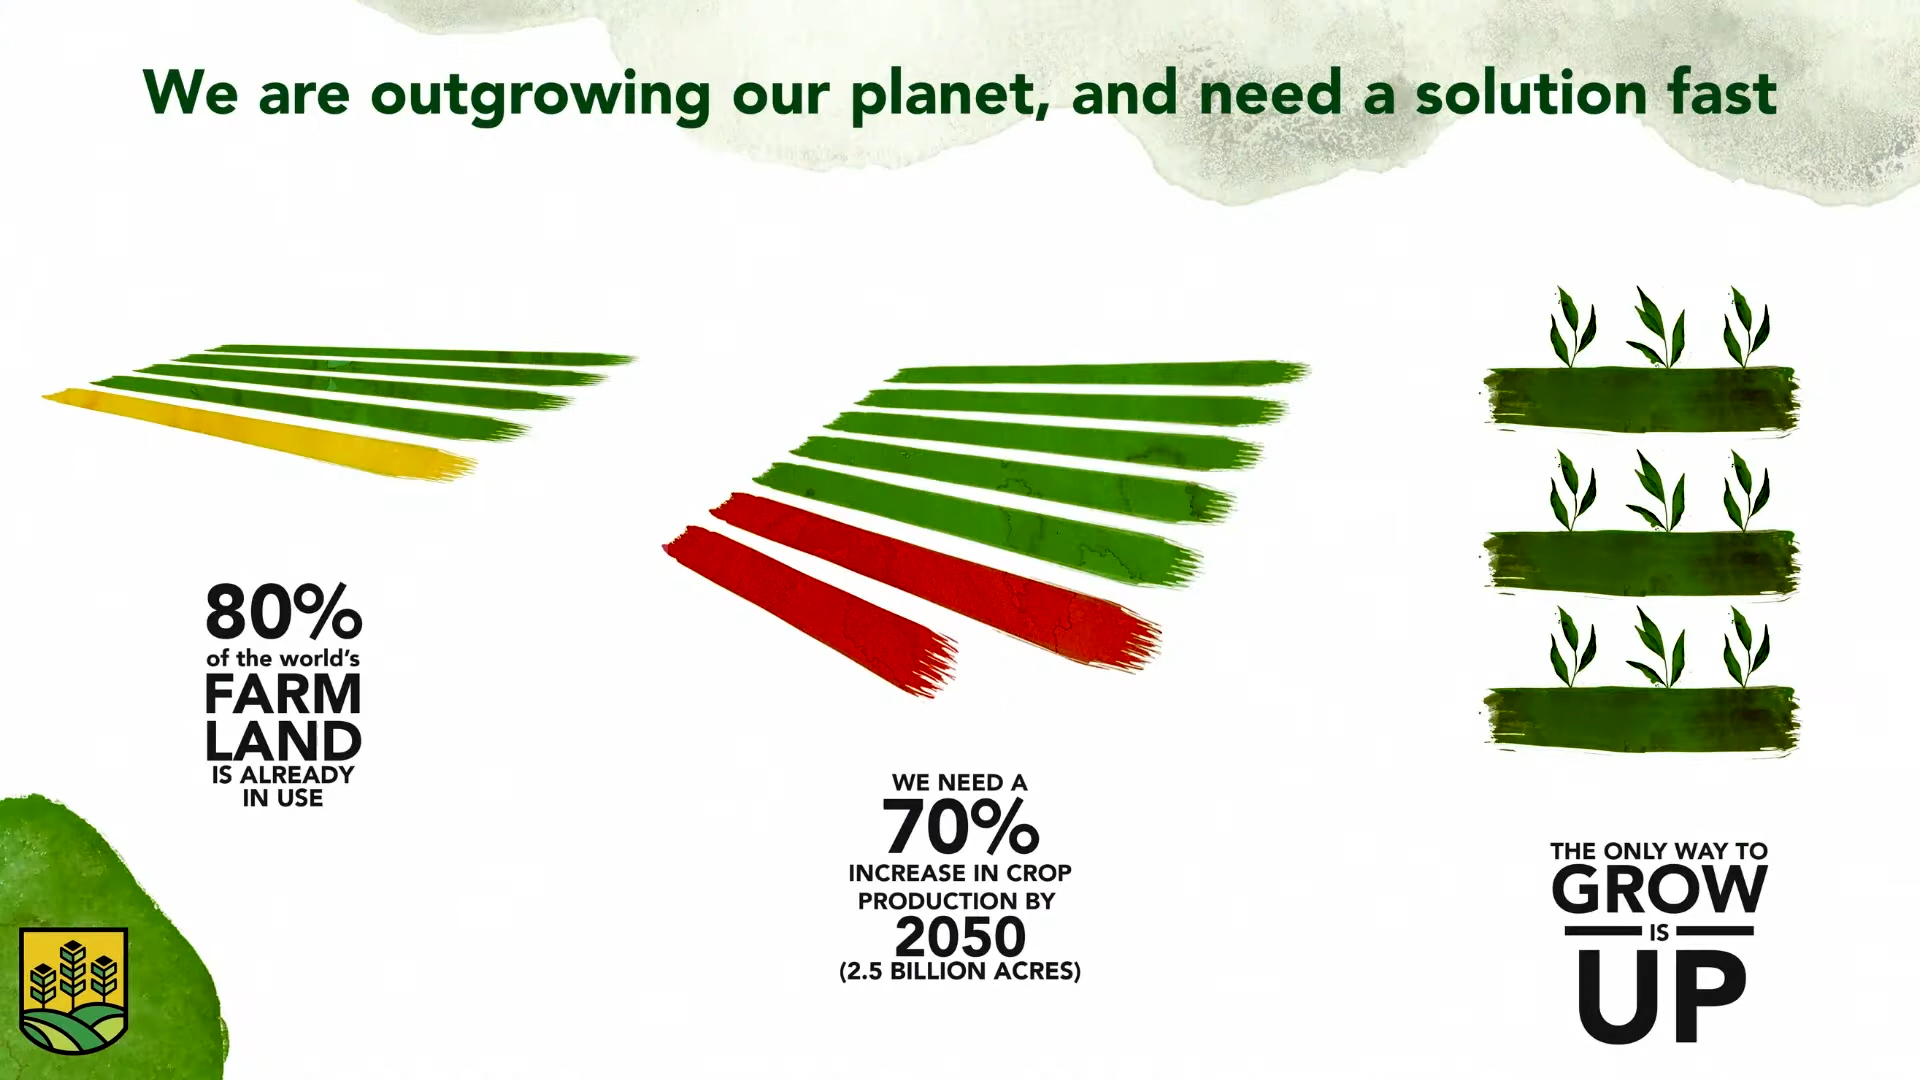 We are outgrowing our planet, and need a solution fast
80%
of the world's
FARM
LAND
IS ALREADY
IN USE
WE NEED A
70%
INCREASE IN CROP
PRODUCTION BY
2050
(2.5 BILLION ACRES)
THE ONLY WAY TO
GROW
IS
UP